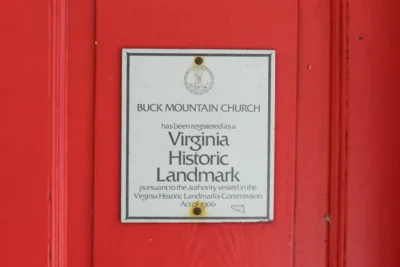 BUCK MOUNTAIN CHURCH
has been registered as a
Virginia
Historic
Landmark
pursuant to the authority vested in the
Virginia Historic Landmarks Commission
Act of 1966